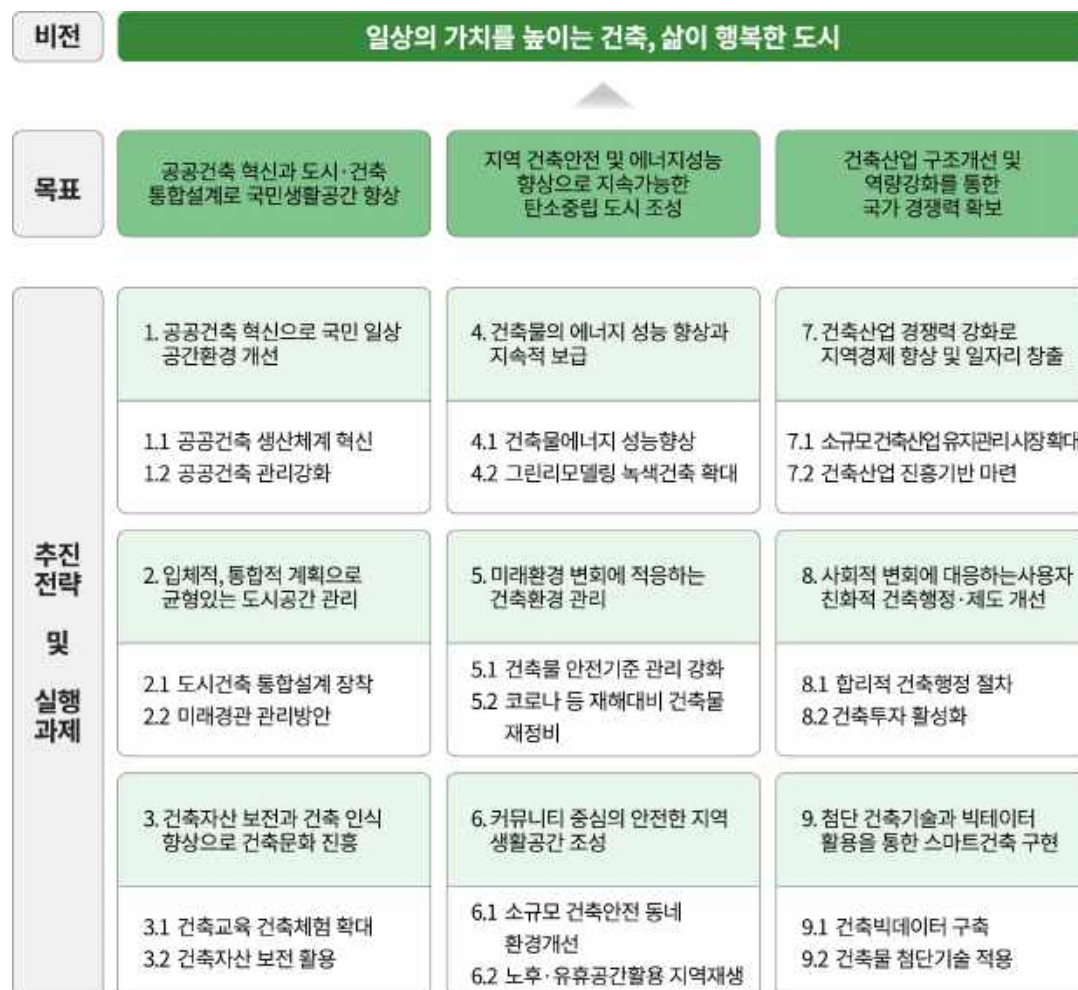 비전
일상의 가치를 높이는 건축, 삶이 행복한 도시
목표
공공건축 혁신과 도시·건축
통합설계로 국민생활공간 향상
지역 건축안전 및 에너지성능
향상으로 지속가능한
탄소중립 도시 조성
건축산업 구조개선 및
역량강화를 통한
국가 경쟁력 확보
추진
전략
및
실행
과제
1. 공공건축 혁신으로 국민 일상
공간환경 개선
1.1 공공건축 생산체계 혁신
1.2 공공건축 관리강화
4. 건축물의 에너지 성능 향상과
지속적 보급
4.1 건축물에너지 성능향상
4.2 그린리모델링 녹색건축 확대
7. 건축산업 경쟁력 강화로
지역경제 향상 및 일자리 창출
7.1 소규모 건축산업 유지관리 시장 확대
7.2 건축산업 진흥기반 마련
2. 입체적, 통합적 계획으로
균형있는 도시공간 관리
2.1 도시건축 통합설계 장착
2.2 미래경관 관리방안
5. 미래환경 변회에 적응하는
건축환경 관리
5.1 건축물 안전기준 관리 강화
5.2 코로나 등 재해대비 건축물
재정비
8. 사회적 변회에 대응하는사용자
친화적 건축행정·제도 개선
8.1 합리적 건축행정 절차
8.2 건축투자 활성화
3. 건축자산 보전과 건축 인식
향상으로 건축문화 진흥
3.1 건축교육 건축체험 확대
3.2 건축자산 보전 활용
6. 커뮤니티 중심의 안전한 지역
생활공간 조성
6.1 소규모 건축안전 동네
환경개선
6.2 노후·유휴공간활용 지역재생
9. 첨단 건축기술과 빅테이터
활용을 통한 스마트건축 구현
9.1 건축빅데이터 구축
9.2 건축물 첨단기술 적용